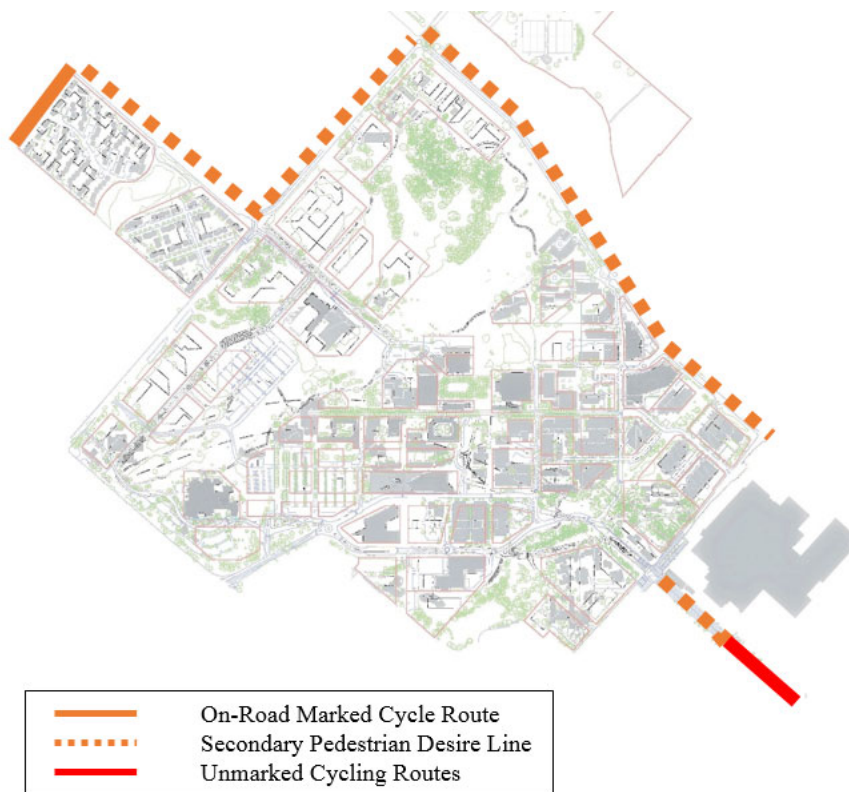 On-Road Marked Cycle Route
Secondary Pedestrian Desire Line
Unmarked Cycling Routes